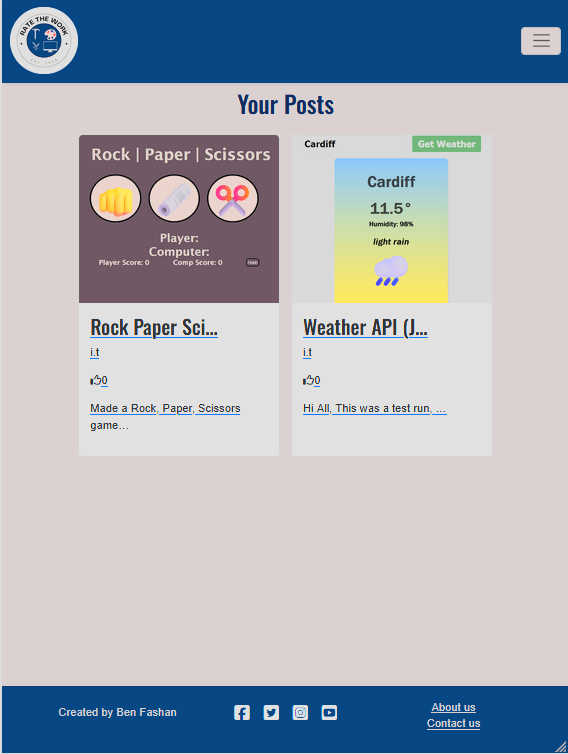 RATE THE WORK
Your Posts
Rock | Paper | Scissors
Player:
Computer:
Player Score: 0
Comp Score: 0
Rock Paper Sci...
i.t
0
Made a Rock, Paper, Scissors
game...
Cardiff
Get Weather
Cardiff
11.5°
Humidity: 98%
light rain
Weather API (J...
i.t
0
Hi All, This was a test run, ...
Created by Ben Fashan
About us
Contact us